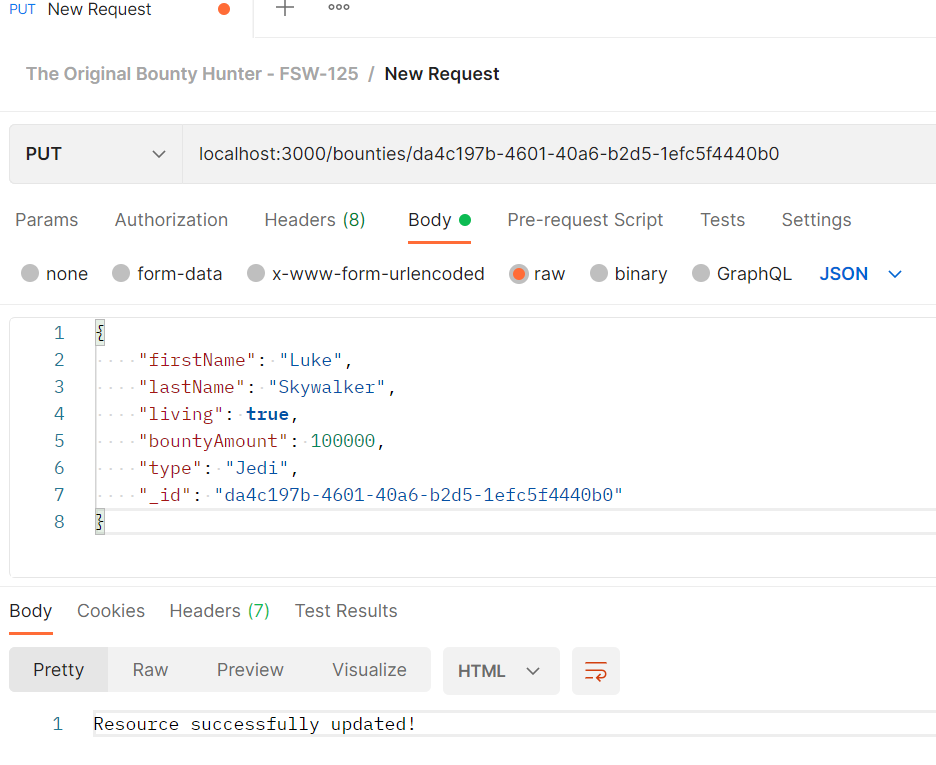 PUT New Request
The Original Bounty Hunter - FSW-125 / New Request
PUT localhost:3000/bounties/da4c197b-4601-40a6-b2d5-1efc5f4440b0
Params Authorization Headers (8) Body Pre-request Script Tests Settings
none form-data x-www-form-urlencoded raw binary GraphQL JSON
1 {
2 "firstName": "Luke",
3 "lastName": "Skywalker",
4 "living": true,
5 "bountyAmount": 100000,
6 "type": "Jedi",
7 "_id": "da4c197b-4601-40a6-b2d5-1efc5f4440b0"
8 }
Body Cookies Headers (7) Test Results
Pretty Raw Preview Visualize HTML
1 Resource successfully updated!